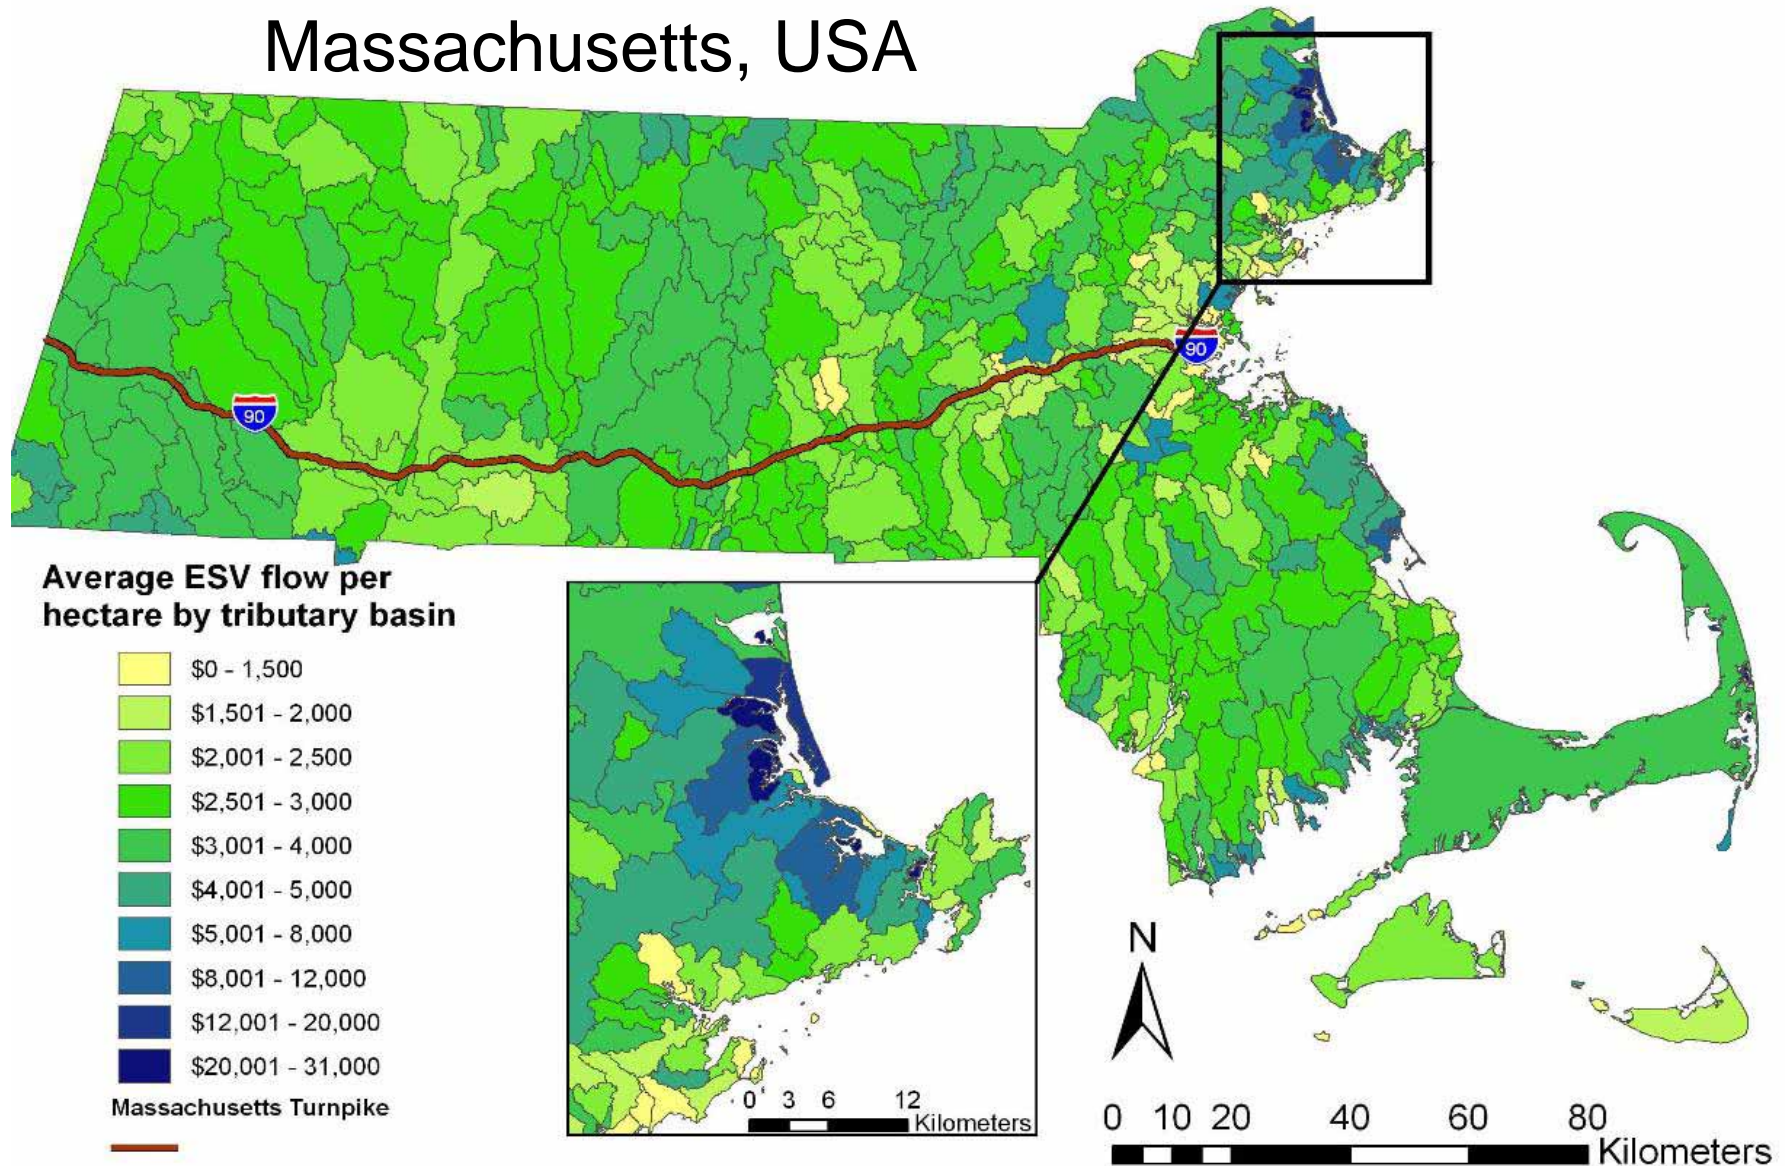 Massachusetts, USA
90
90
Average ESV flow per
hectare by tributary basin
$0 - 1,500
$1,501 - 2,000
$2,001 - 2,500
$2,501 - 3,000
$3,001 - 4,000
$4,001 - 5,000
$5,001 - 8,000
$8,001 - 12,000
$12,001 - 20,000
$20,001 - 31,000
Massachusetts Turnpike
0 3 6 12
Kilometers
N
0 10 20 40 60 80
Kilometers